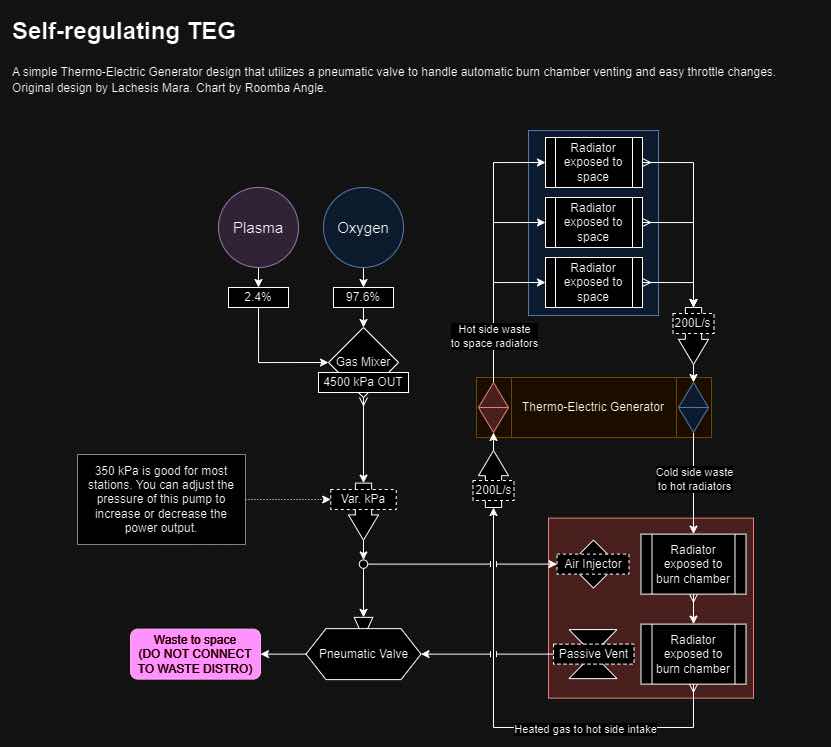 Self-regulating TEG
A simple Thermo-Electric Generator design that utilizes a pneumatic valve to handle automatic burn chamber venting and easy throttle changes.
Original design by Lachesis Mara. Chart by Roomba Angle.
Radiator
exposed to
space
Radiator
exposed to
space
Radiator
exposed to
space
Plasma
Oxygen
2.4%
97.6%
Gas Mixer
4500 kPa OUT
Hot side waste
to space radiators
200L/s
Thermo-Electric Generator
350 kPa is good for most
stations. You can adjust the
pressure of this pump to
increase or decrease the
power output.
Var. kPa
200L/s
Cold side waste
to hot radiators
Air Injector
Radiator
exposed to
burn chamber
Waste to space
(DO NOT CONNECT
TO WASTE DISTRO)
Pneumatic Valve
Passive Vent
Radiator
exposed to
burn chamber
Heated gas to hot side intake